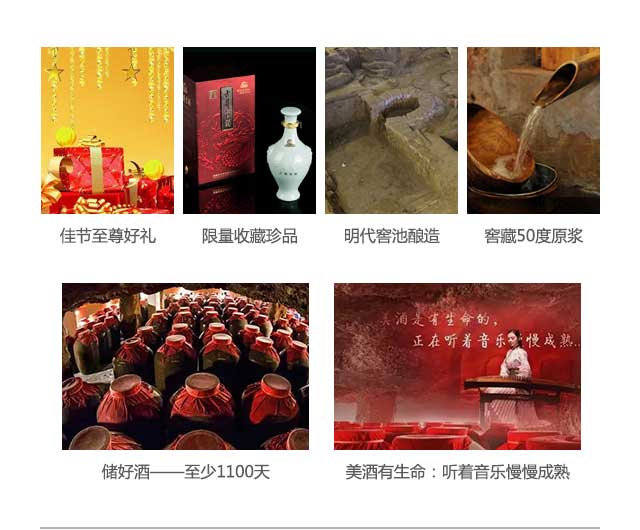 佳节至尊好礼
限量收藏珍品
明代窖池酿造
窖藏50度原浆
美酒是有生命的,
正在听着音乐慢慢成熟...
储好酒——至少1100天
美酒有生命：听着音乐慢慢成熟